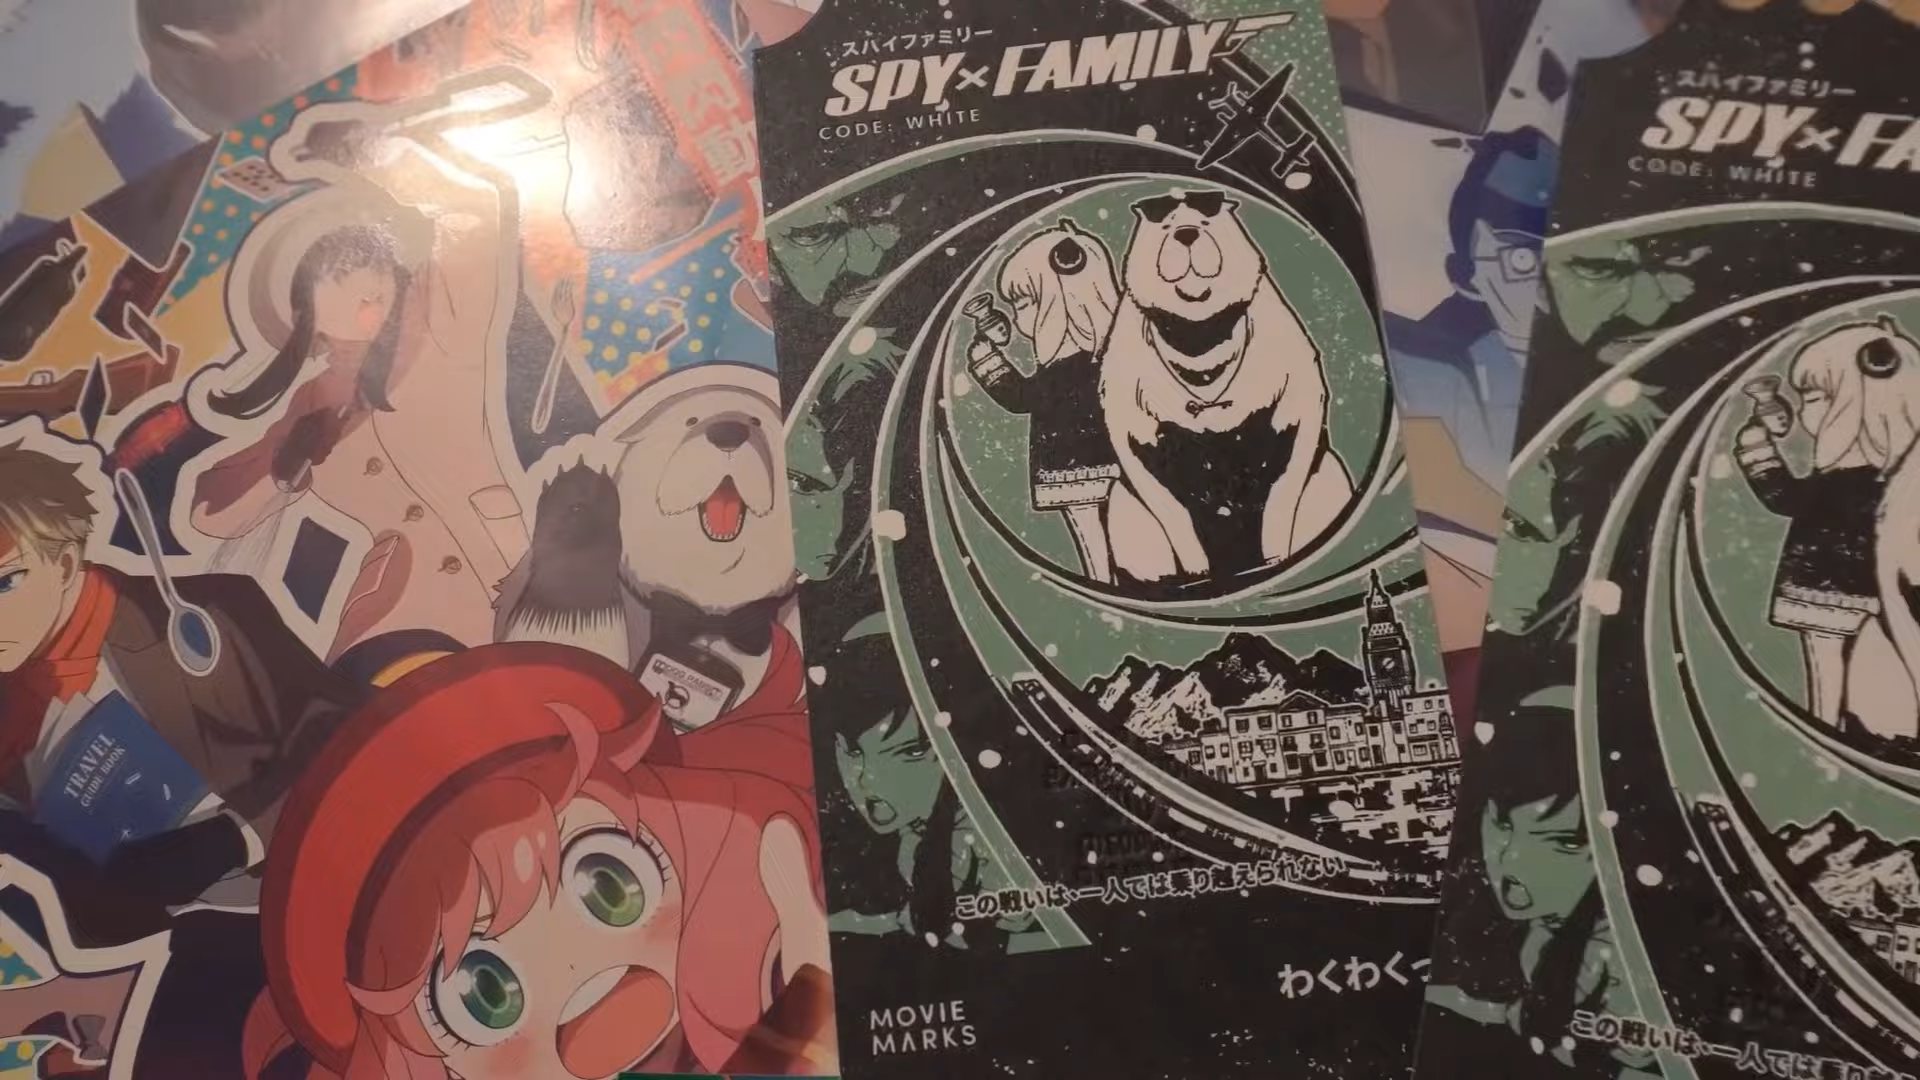 スパイファミリー
SPY×FAMILY
CODE: WHITE
この戦いは、一人では乗り越えられない
わくわくっ
MOVIE
MARKS
スパイファミリー
SPY×FA
CODE: WHITE
この戦いは、一人では乗り
TRAVEL
GUIDE BOOK